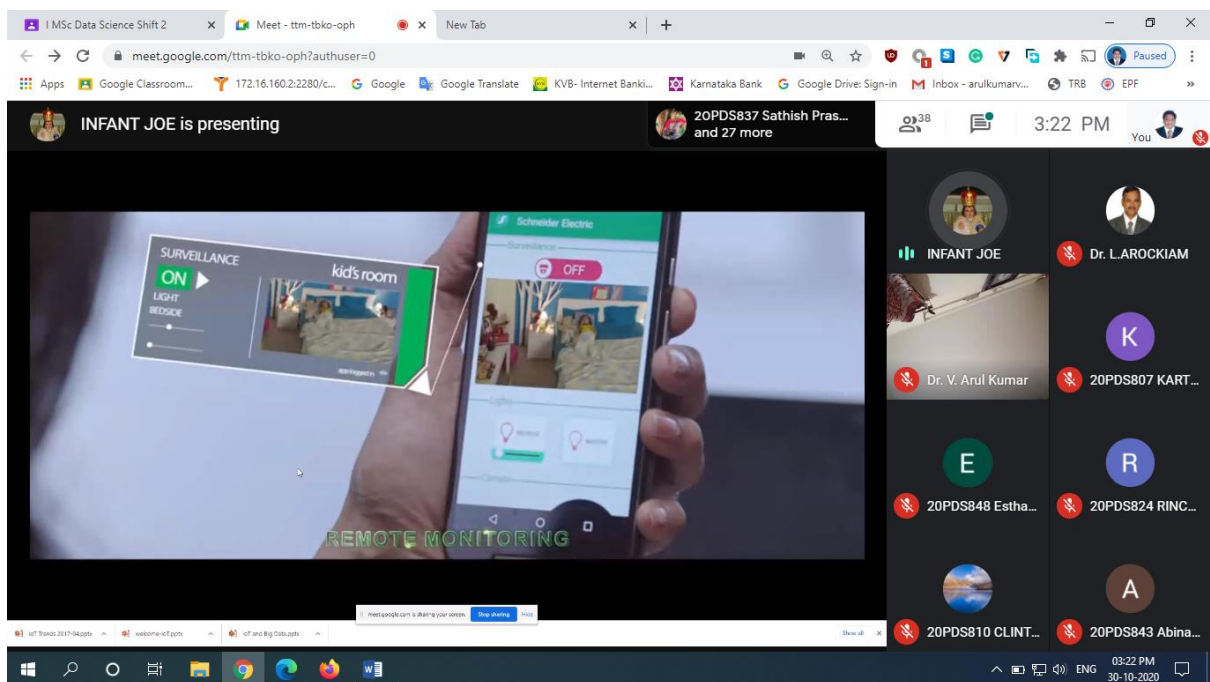 I MSc Data Science Shift 2
Meet - ttm-tbko-oph
New Tab
meet.google.com/ttm-tbko-oph?authuser=0
Paused
Apps
Google Classroom...
172.16.160.2:2280/c...
Google
Google Translate
KVB- Internet Banki...
Karnataka Bank
Google Drive: Sign-in
Inbox - arulkumarv...
TRB
EPF
»
INFANT JOE is presenting
20PDS837 Sathish Pras...
and 27 more
38
3:22 PM
You
SURVEILLANCE
ON
LIGHT
BEDSIDE
kid's room
Schneider Electric
Surveillance
OFF
Lights
REMOTE MONITORING
INFANT JOE
Dr. L.AROCKIAM
Dr. V. Arul Kumar
K
20PDS807 KART...
E
20PDS848 Estha...
R
20PDS824 RINC...
20PDS810 CLINT...
A
20PDS843 Abina...
meet.google.com is sharing your screen.
Stop sharing
Hide
IoT Trends 2017-04.pptx
welcome-IoT.pptx
IoT and Big Data.pptx
Show all
ENG
03:22 PM
30-10-2020